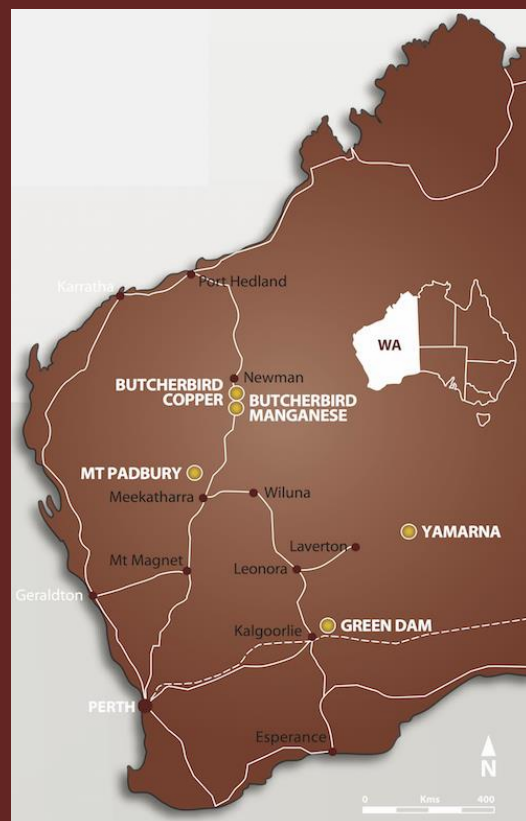 Port Hedland
Karratha
WA
Newman
BUTCHERBIRD
COPPER
BUTCHERBIRD
MANGANESE
MT PADBURY
Meekatharra
Wiluna
YAMARNA
Laverton
Mt Magnet
Leonora
Geraldton
GREEN DAM
Kalgoorlie
PERTH
Esperance
N
0 Kms 400